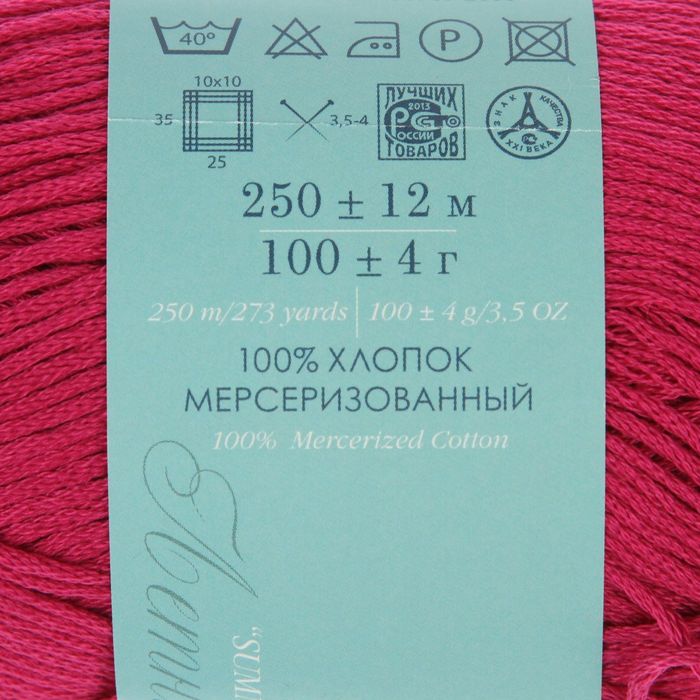 40°
P
10x10
35
25
3,5-4
ЛУЧШИХ
2013
РОССИИ
ТОВАРОВ
ЗНАК КАЧЕСТВА
XXI ВЕКА
250 ± 12 м
100 ± 4 г
250 m/273 yards | 100 ± 4 g/3,5 OZ
100% ХЛОПОК
МЕРСЕРИЗОВАННЫЙ
100% Mercerized Cotton